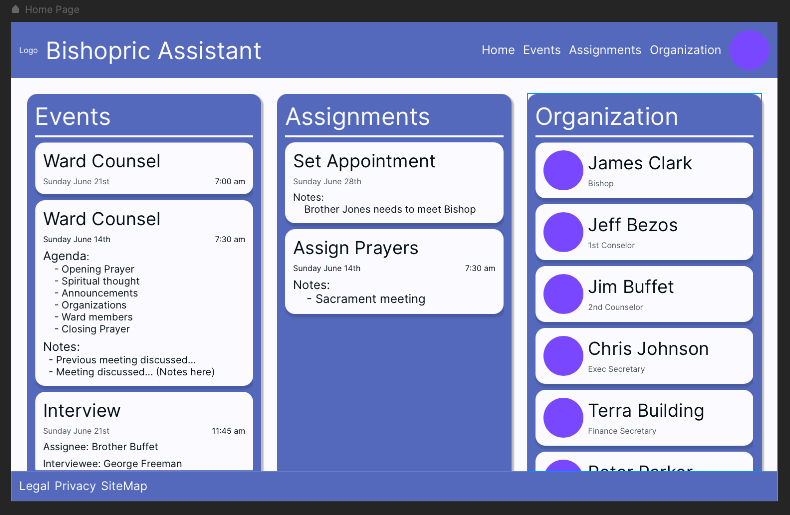 Home Page
Logo Bishopric Assistant
Home Events Assignments Organization
Events
Ward Counsel
Sunday June 21st 7:00 am
Ward Counsel
Sunday June 14th 7:30 am
Agenda:
- Opening Prayer
- Spiritual thought
- Announcements
- Organizations
- Ward members
- Closing Prayer
Notes:
- Previous meeting discussed...
- Meeting discussed... (Notes here)
Interview
Sunday June 21st 11:45 am
Assignee: Brother Buffet
Interviewee: George Freeman
Assignments
Set Appointment
Sunday June 28th
Notes:
Brother Jones needs to meet Bishop
Assign Prayers
Sunday June 14th 7:30 am
Notes:
- Sacrament meeting
Organization
James Clark
Bishop
Jeff Bezos
1st Conselor
Jim Buffet
2nd Counselor
Chris Johnson
Exec Secretary
Terra Building
Finance Secretary
Peter Parker
Legal Privacy SiteMap